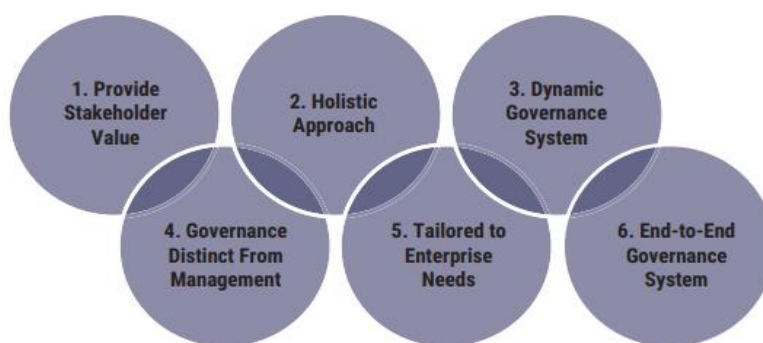 1. Provide
Stakeholder
Value
2. Holistic
Approach
3. Dynamic
Governance
System
4. Governance
Distinct From
Management
5. Tailored to
Enterprise
Needs
6. End-to-End
Governance
System